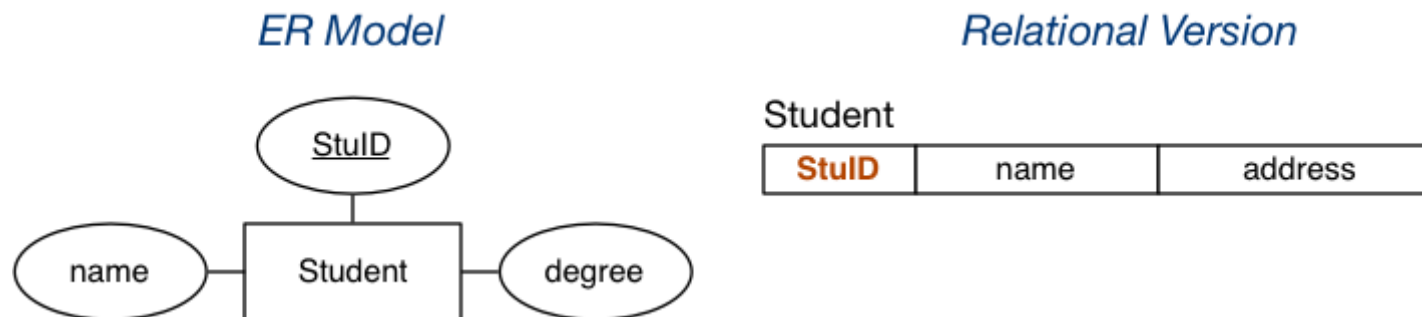 ER Model
Relational Version
StuID
name
Student
degree
Student
StuID name address